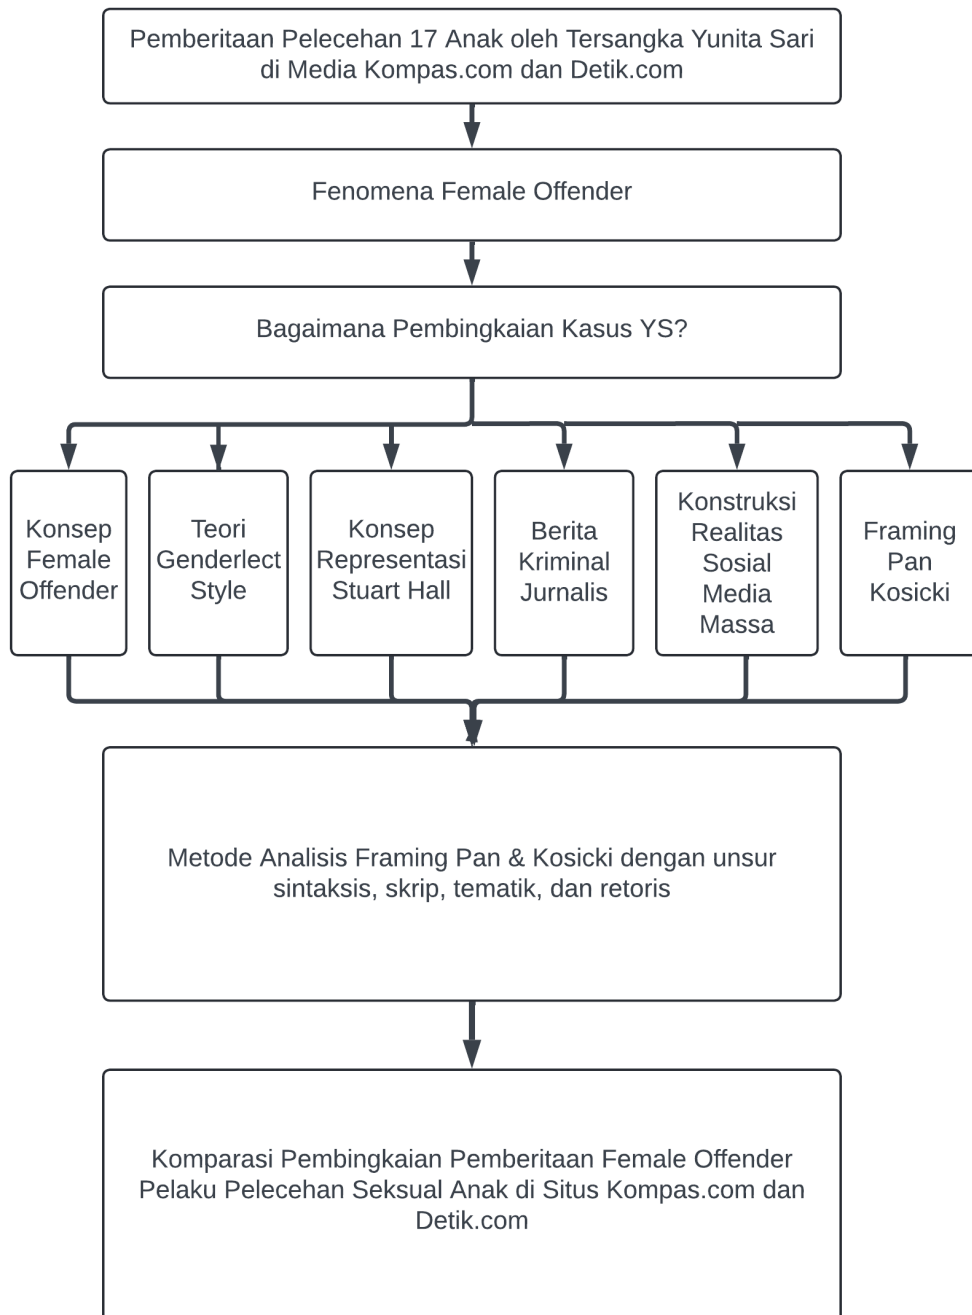 Pemberitaan Pelecehan 17 Anak oleh Tersangka Yunita Sari
di Media Kompas.com dan Detik.com
Fenomena Female Offender
Bagaimana Pembingkaian Kasus YS?
Konsep
Female
Offender
Teori
Genderlect
Style
Konsep
Representasi
Stuart Hall
Berita
Kriminal
Jurnalis
Konstruksi
Realitas
Sosial
Media
Massa
Framing
Pan
Kosicki
Metode Analisis Framing Pan & Kosicki dengan unsur
sintaksis, skrip, tematik, dan retoris
Komparasi Pembingkaian Pemberitaan Female Offender
Pelaku Pelecehan Seksual Anak di Situs Kompas.com dan
Detik.com